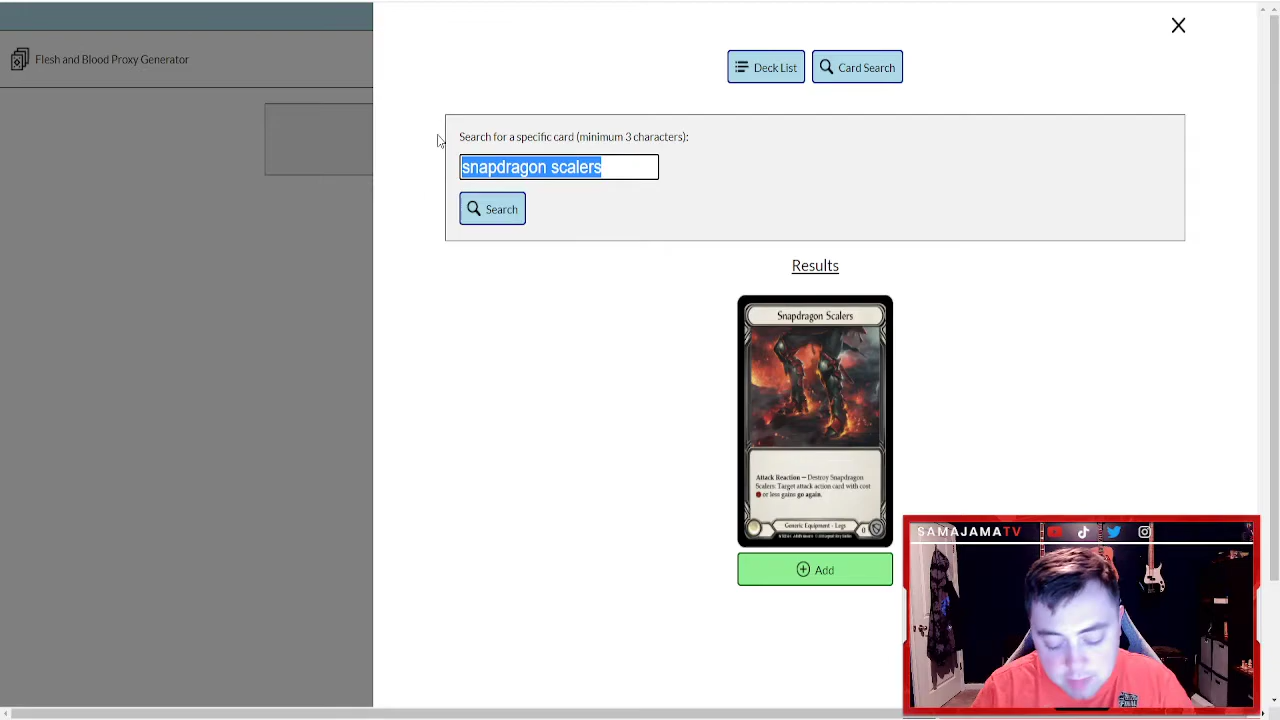 Flesh and Blood Proxy Generator
Deck List
Card Search
Search for a specific card (minimum 3 characters):
snapdragon scalers
Search
Results
Snapdragon Scalers
Attack Reaction — Destroy Snapdragon
Scalers: Target attack action card with cost
or less gains go again.
Generic Equipment - Legs
0
Add
SAMAJAMATV